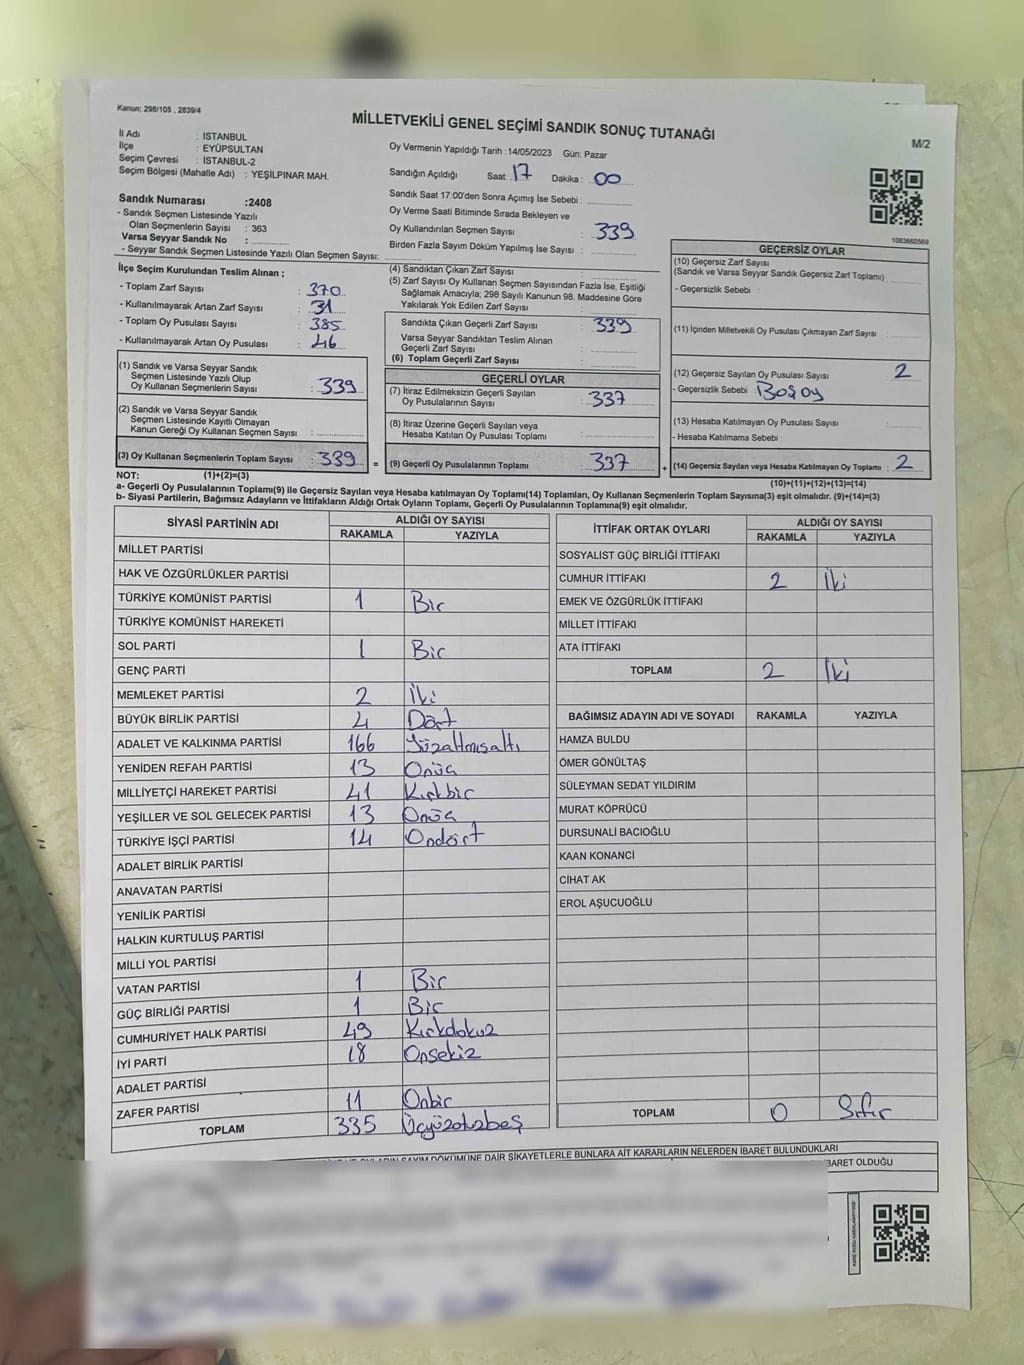 Kanun: 298/105 , 2839/4
MİLLETVEKİLİ GENEL SEÇİMİ SANDIK SONUÇ TUTANAĞI
M/2
İl Adı : İSTANBUL
İlçe : EYÜPSULTAN
Seçim Çevresi : İSTANBUL-2
Seçim Bölgesi (Mahalle Adı) : YEŞİLPINAR MAH.
Oy Vermenin Yapıldığı Tarih : 14/05/2023 Gün: Pazar
Sandığın Açıldığı Saat : 17 Dakika : 00
Sandık Saat 17:00'den Sonra Açımış İse Sebebi :
Oy Verme Saati Bitiminde Sırada Bekleyen ve
Oy Kullandırılan Seçmen Sayısı : 339
Birden Fazla Sayım Döküm Yapılmış İse Sayısı :
Sandık Numarası :2408
- Sandık Seçmen Listesinde Yazılı
Olan Seçmenlerin Sayısı : 363
Varsa Seyyar Sandık No :
- Seyyar Sandık Seçmen Listesinde Yazılı Olan Seçmen Sayısı:
1083660569
İlçe Seçim Kurulundan Teslim Alınan ;
- Toplam Zarf Sayısı : 370
- Kullanılmayarak Artan Zarf Sayısı : 31
- Toplam Oy Pusulası Sayısı : 385
- Kullanılmayarak Artan Oy Pusulası : 46
(1) Sandık ve Varsa Seyyar Sandık
Seçmen Listesinde Yazılı Olup
Oy Kullanan Seçmenlerin Sayısı : 339
(2) Sandık ve Varsa Seyyar Sandık
Seçmen Listesinde Kayıtlı Olmayan
Kanun Gereği Oy Kullanan Seçmen Sayısı :
(3) Oy Kullanan Seçmenlerin Toplam Sayısı : 339
(4) Sandıktan Çıkan Zarf Sayısı :
(5) Zarf Sayısı Oy Kullanan Seçmen Sayısından Fazla İse, Eşitliği
Sağlamak Amacıyla; 298 Sayılı Kanunun 98. Maddesine Göre
Yakılarak Yok Edilen Zarf Sayısı :
Sandıkta Çıkan Geçerli Zarf Sayısı : 339
Varsa Seyyar Sandıktan Teslim Alınan
Geçerli Zarf Sayısı :
(6) Toplam Geçerli Zarf Sayısı :
GEÇERLİ OYLAR
(7) İtiraz Edilmeksizin Geçerli Sayılan
Oy Pusulalarının Sayısı : 337
(8) İtiraz Üzerine Geçerli Sayılan veya
Hesaba Katılan Oy Pusulası Toplamı :
= (9) Geçerli Oy Pusulalarının Toplamı : 337
GEÇERSİZ OYLAR
(10) Geçersiz Zarf Sayısı
(Sandık ve Varsa Seyyar Sandık Geçersiz Zarf Toplamı) :
- Geçersizlik Sebebi :
(11) İçinden Milletvekili Oy Pusulası Çıkmayan Zarf Sayısı :
(12) Geçersiz Sayılan Oy Pusulası Sayısı : 2
- Geçersizlik Sebebi : Boş oy
(13) Hesaba Katılmayan Oy Pusulası Sayısı :
- Hesaba Katılmama Sebebi :
+ (14) Geçersiz Sayılan veya Hesaba Katılmayan Oy Toplamı : 2
NOT: (1)+(2)=(3)
(10)+(11)+(12)+(13)=(14)
a- Geçerli Oy Pusulalarının Toplamı(9) ile Geçersiz Sayılan veya Hesaba katılmayan Oy Toplamı(14) Toplamları, Oy Kullanan Seçmenlerin Toplam Sayısına(3) eşit olmalıdır. (9)+(14)=(3)
b- Siyasi Partilerin, Bağımsız Adayların ve İttifakların Aldığı Ortak Oyların Toplamı, Geçerli Oy Pusulalarının Toplamına(9) eşit olmalıdır.
SİYASİ PARTİNİN ADI
ALDIĞI OY SAYISI
RAKAMLA YAZIYLA
MİLLET PARTİSİ
HAK VE ÖZGÜRLÜKLER PARTİSİ
TÜRKİYE KOMÜNİST PARTİSİ 1 Bir
TÜRKİYE KOMÜNİST HAREKETİ
SOL PARTİ 1 Bir
GENÇ PARTİ
MEMLEKET PARTİSİ 2 İki
BÜYÜK BİRLİK PARTİSİ 4 Dört
ADALET VE KALKINMA PARTİSİ 166 Yüzaltmışaltı
YENİDEN REFAH PARTİSİ 13 Onüç
MİLLİYETÇİ HAREKET PARTİSİ 41 Kırkbir
YEŞİLLER VE SOL GELECEK PARTİSİ 13 Onüç
TÜRKİYE İŞÇİ PARTİSİ 14 Ondört
ADALET BİRLİK PARTİSİ
ANAVATAN PARTİSİ
YENİLİK PARTİSİ
HALKIN KURTULUŞ PARTİSİ
MİLLİ YOL PARTİSİ
VATAN PARTİSİ 1 Bir
GÜÇ BİRLİĞİ PARTİSİ 1 Bir
CUMHURİYET HALK PARTİSİ 49 Kırkdokuz
İYİ PARTİ 18 Onsekiz
ADALET PARTİSİ
ZAFER PARTİSİ 11 Onbir
TOPLAM 335 Üçyüzotuzbeş
İTTİFAK ORTAK OYLARI
ALDIĞI OY SAYISI
RAKAMLA YAZIYLA
SOSYALIST GÜÇ BİRLİĞİ İTTİFAKI
CUMHUR İTTİFAKI 2 İki
EMEK VE ÖZGÜRLÜK İTTİFAKI
MİLLET İTTİFAKI
ATA İTTİFAKI
TOPLAM 2 İki
BAĞIMSIZ ADAYIN ADI VE SOYADI RAKAMLA YAZIYLA
HAMZA BULDU
ÖMER GÖNÜLTAŞ
SÜLEYMAN SEDAT YILDIRIM
MURAT KÖPRÜCÜ
DURSUNALİ BACIOĞLU
KAAN KONANCİ
CİHAT AK
EROL AŞUCUOĞLU
TOPLAM 0 Sıfır
SAYIM DÖKÜMÜNE DAİR ŞİKAYETLERLE BUNLARA AİT KARARLARIN NELERDEN İBARET BULUNDUKLARI
İBARET OLDUĞU